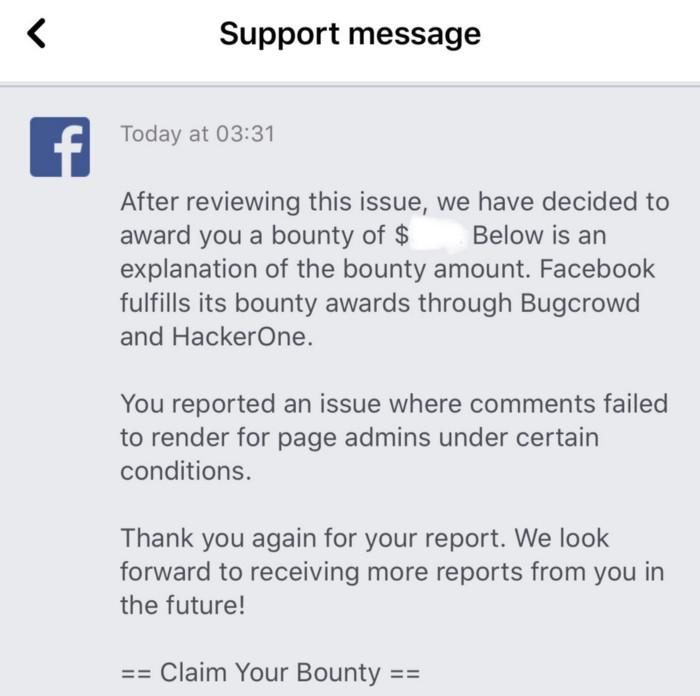 Support message
Today at 03:31
After reviewing this issue, we have decided to
award you a bounty of $ Below is an
explanation of the bounty amount. Facebook
fulfills its bounty awards through Bugcrowd
and HackerOne.
You reported an issue where comments failed
to render for page admins under certain
conditions.
Thank you again for your report. We look
forward to receiving more reports from you in
the future!
== Claim Your Bounty ==